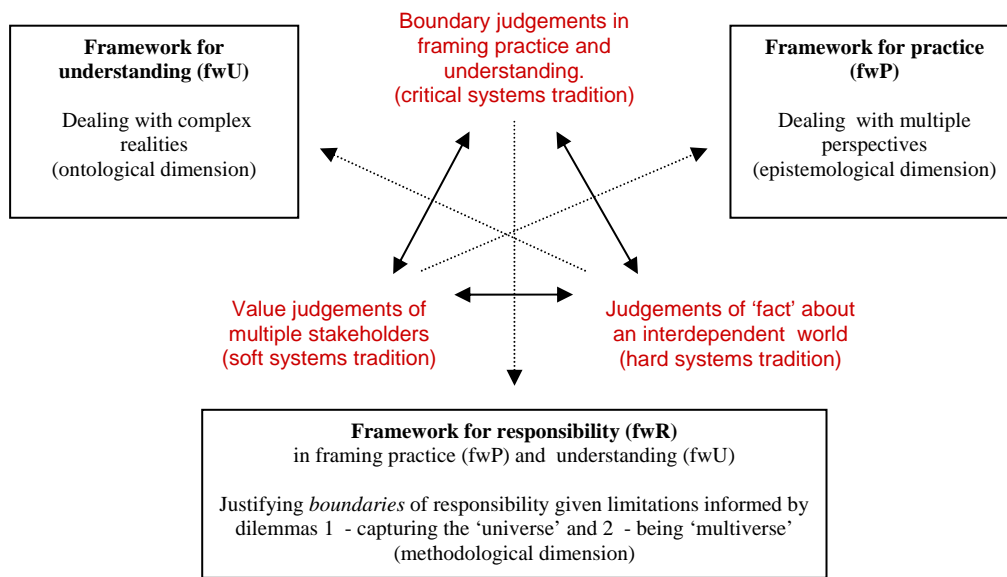 Framework for
understanding (fwU)
Dealing with complex
realities
(ontological dimension)
Boundary judgements in
framing practice and
understanding.
(critical systems tradition)
Framework for practice
(fwP)
Dealing with multiple
perspectives
(epistemological dimension)
Value judgements of
multiple stakeholders
(soft systems tradition)
Judgements of ‘fact’ about
an interdependent world
(hard systems tradition)
Framework for responsibility (fwR)
in framing practice (fwP) and understanding (fwU)
Justifying boundaries of responsibility given limitations informed by
dilemmas 1 - capturing the ‘universe’ and 2 - being ‘multiverse’
(methodological dimension)